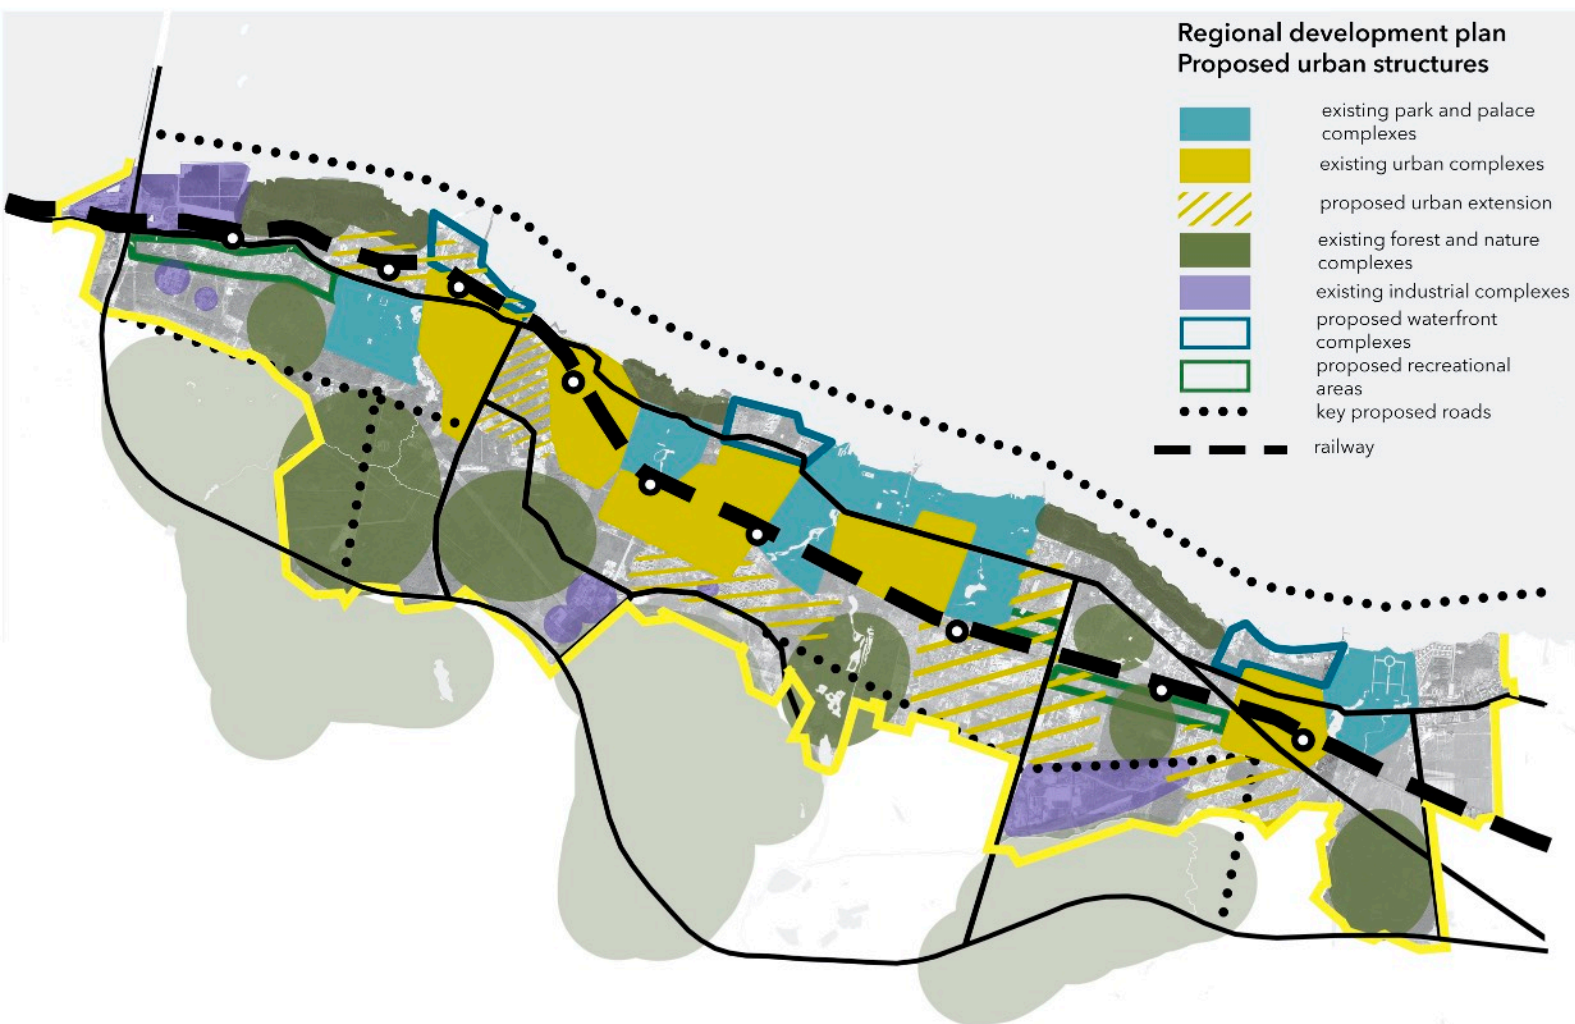 Regional development plan
Proposed urban structures
existing park and palace
complexes
existing urban complexes
proposed urban extension
existing forest and nature
complexes
existing industrial complexes
proposed waterfront
complexes
proposed recreational
areas
key proposed roads
railway